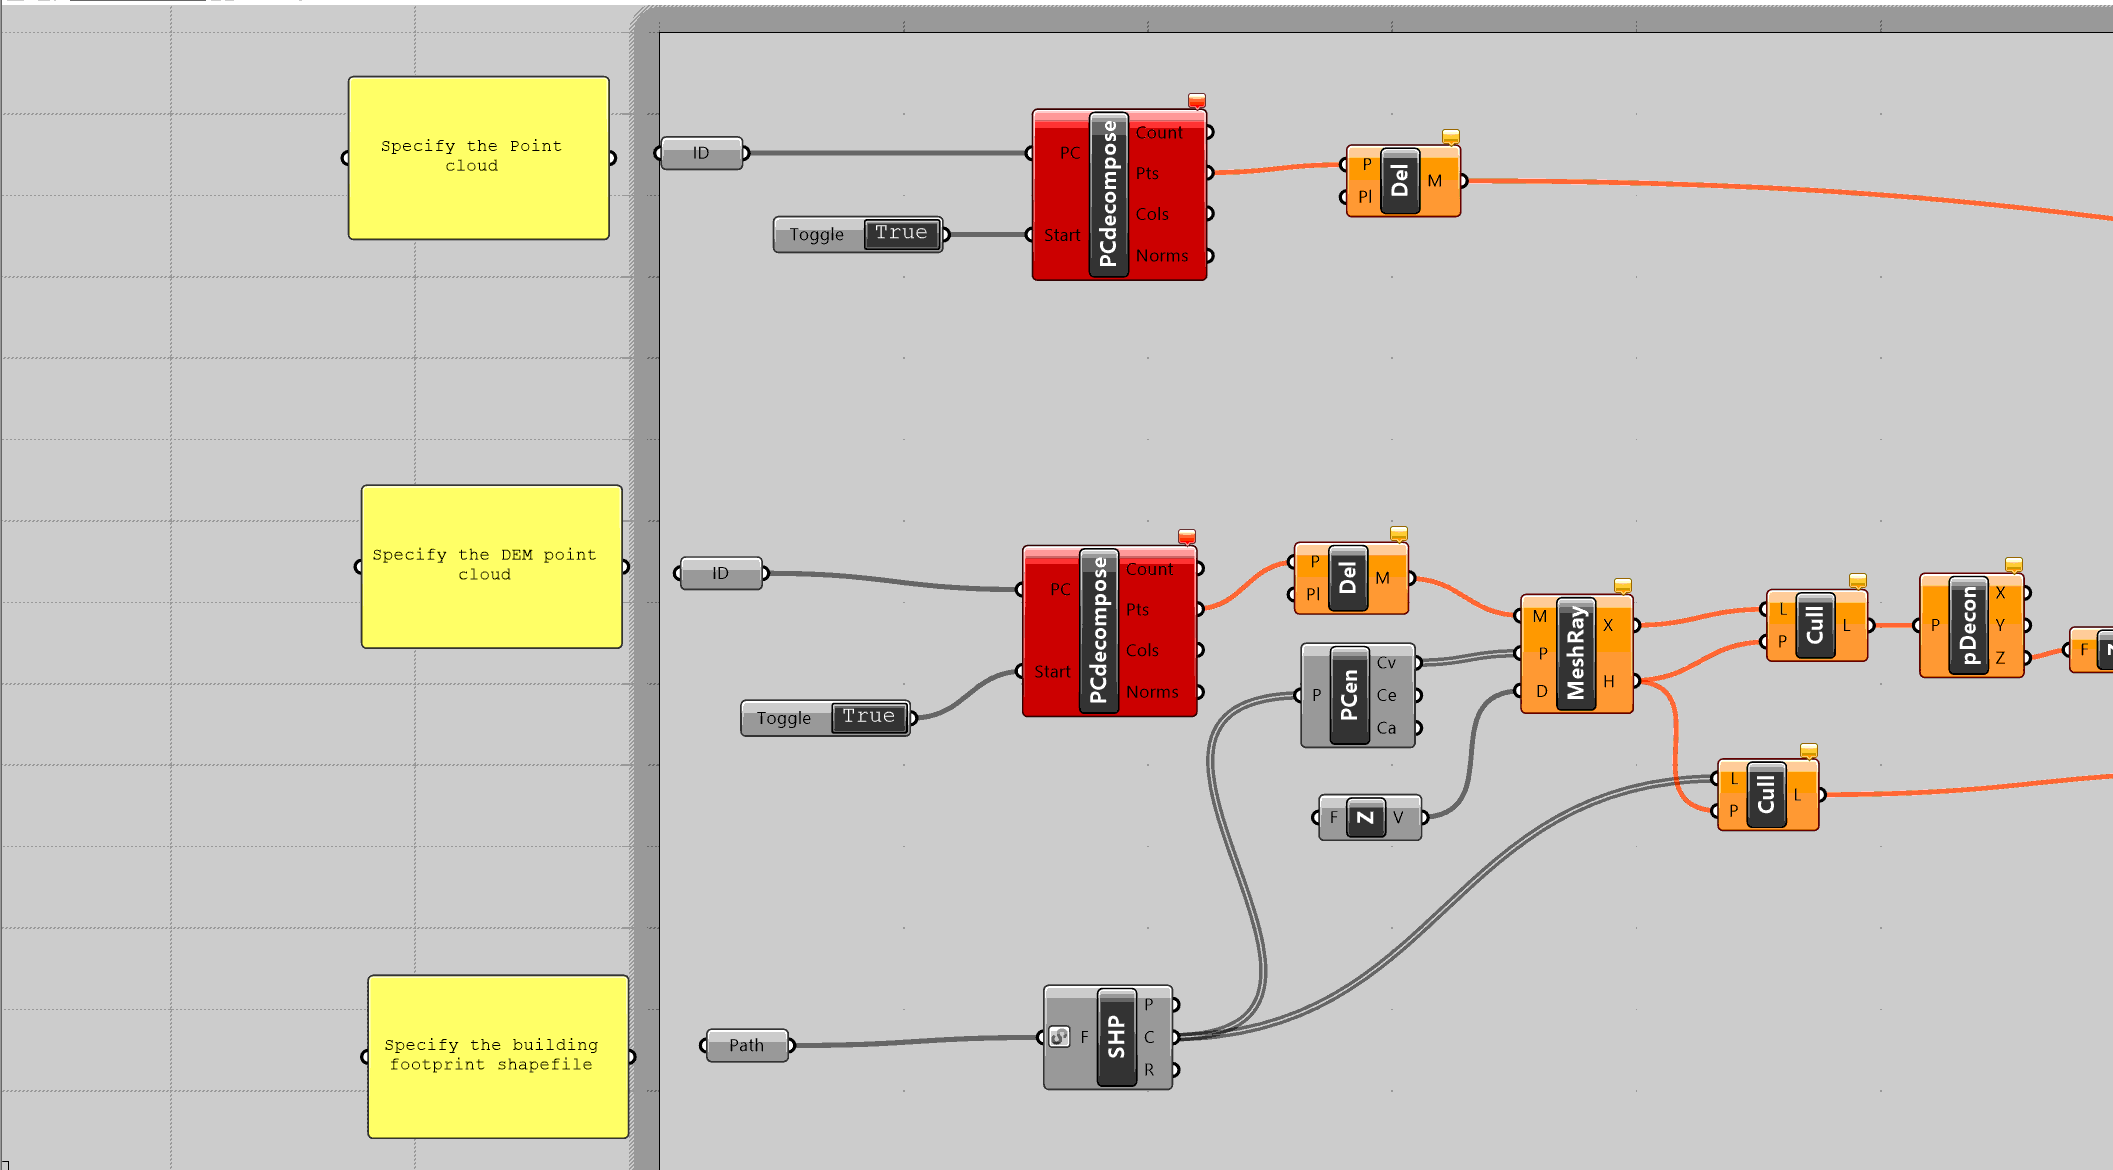 Specify the Point
cloud
ID
Toggle True
PC
Start
PCdecompose
Count
Pts
Cols
Norms
P
Pl
Del
M
Specify the DEM point
cloud
ID
Toggle True
PC
Start
PCdecompose
Count
Pts
Cols
Norms
P
Pl
Del
M
P
PCen
Cv
Ce
Ca
F Z V
M
P
D
MeshRay
X
H
L
P
Cull
L
P
pDecon
X
Y
Z
F
L
P
Cull
L
Specify the building
footprint shapefile
Path
F
SHP
P
C
R